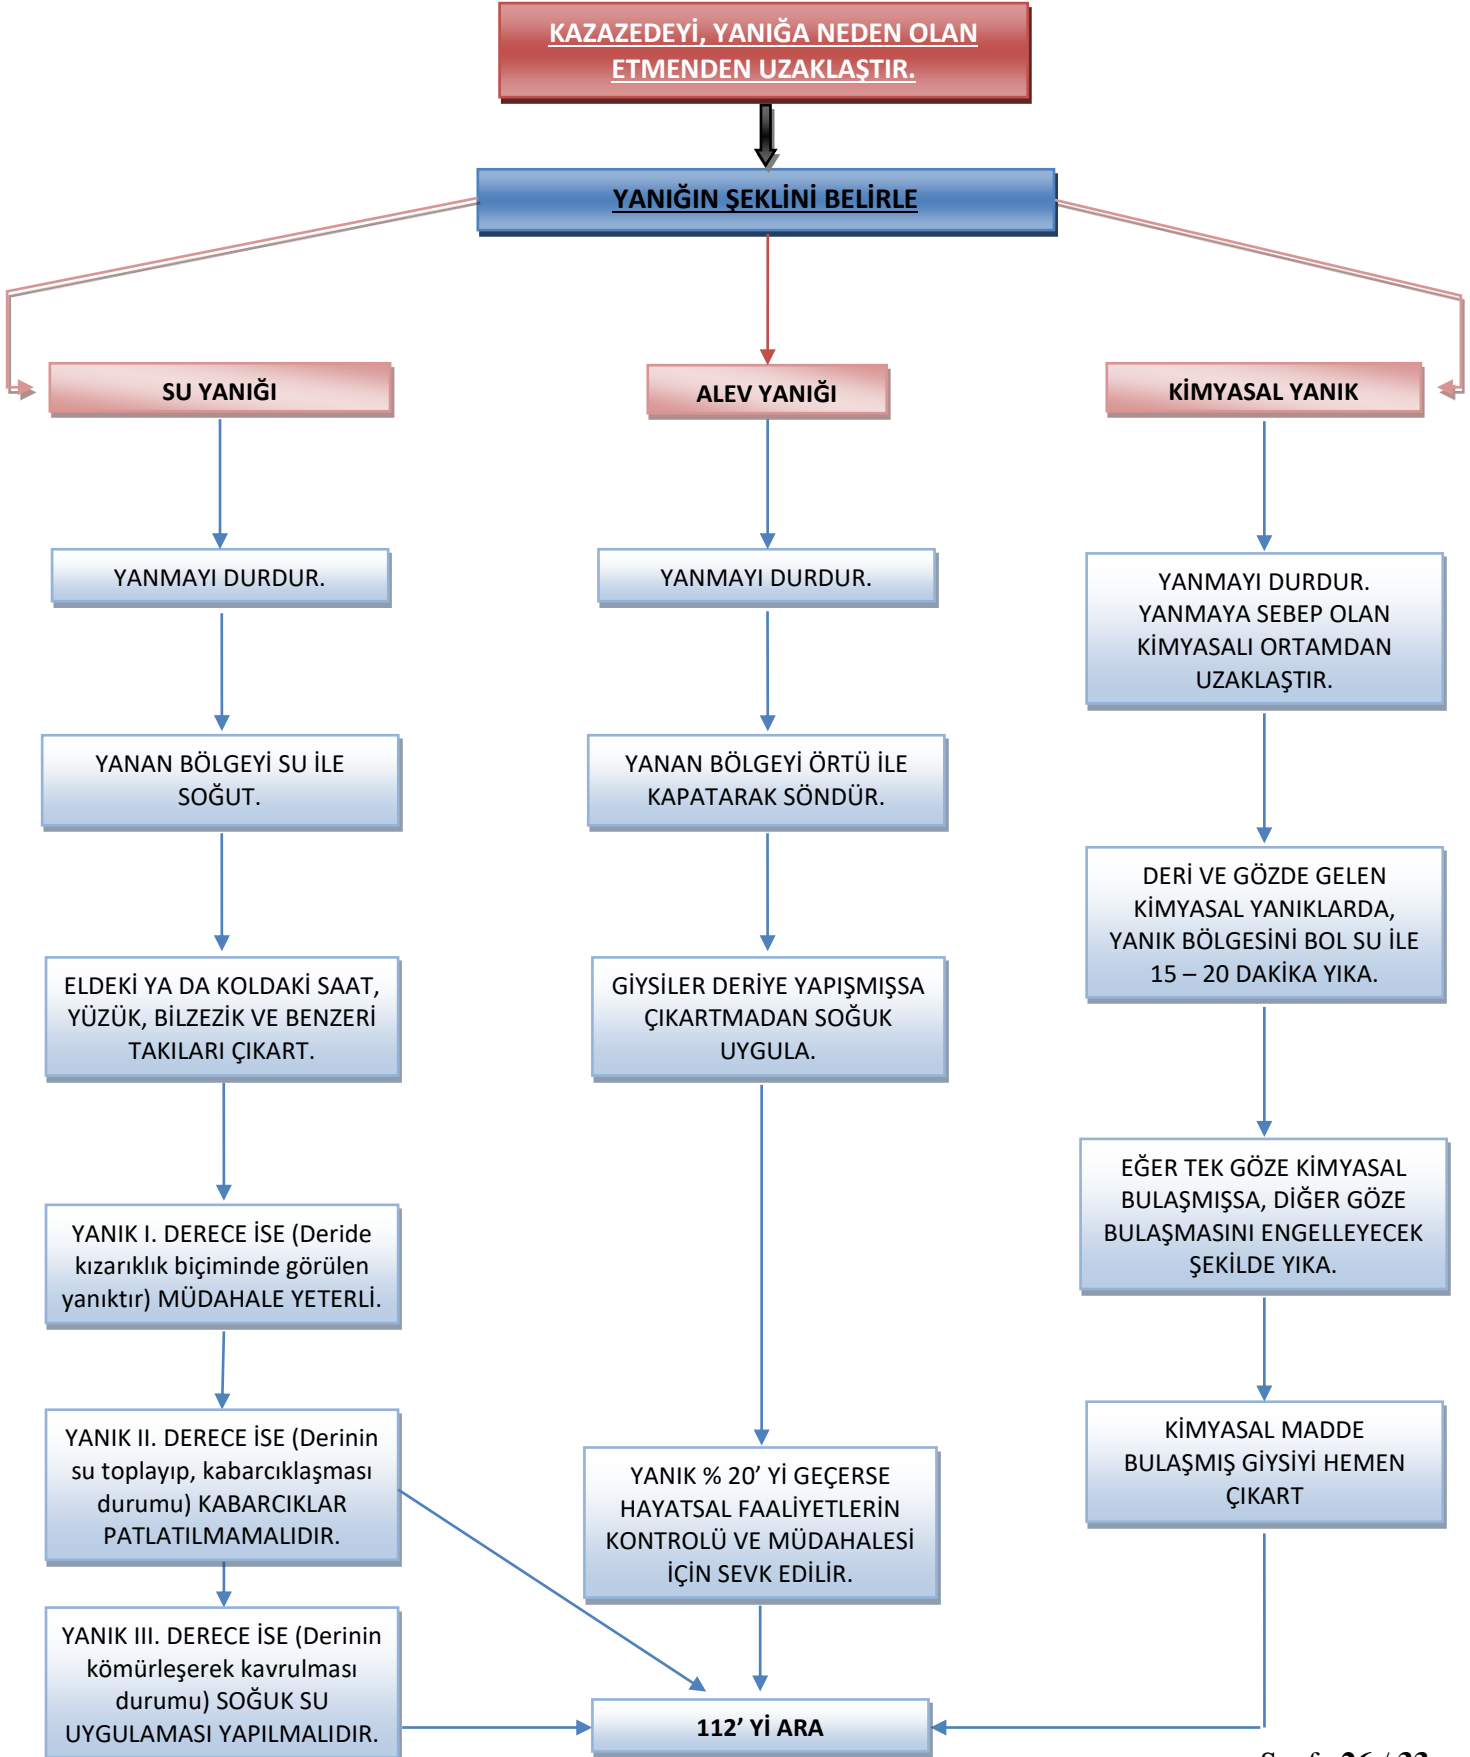 KAZAZEDEYİ, YANIĞA NEDEN OLAN
ETMENDEN UZAKLAŞTIR.
YANIĞIN ŞEKLİNİ BELİRLE
SU YANIĞI
ALEV YANIĞI
KİMYASAL YANIK
YANMAYI DURDUR.
YANAN BÖLGEYİ SU İLE
SOĞUT.
ELDEKİ YA DA KOLDAKİ SAAT,
YÜZÜK, BİLZEZİK VE BENZERİ
TAKILARI ÇIKART.
YANIK I. DERECE İSE (Deride
kızarıklık biçiminde görülen
yanıktır) MÜDAHALE YETERLİ.
YANIK II. DERECE İSE (Derinin
su toplayıp, kabarcıklaşması
durumu) KABARCIKLAR
PATLATILMAMALIDIR.
YANIK III. DERECE İSE (Derinin
kömürleşerek kavrulması
durumu) SOĞUK SU
UYGULAMASI YAPILMALIDIR.
YANMAYI DURDUR.
YANAN BÖLGEYİ ÖRTÜ İLE
KAPATARAK SÖNDÜR.
GİYSİLER DERİYE YAPIŞMIŞSA
ÇIKARTMADAN SOĞUK
UYGULA.
YANIK % 20’ Yİ GEÇERSE
HAYATSAL FAALİYETLERİN
KONTROLÜ VE MÜDAHALESİ
İÇİN SEVK EDİLİR.
YANMAYI DURDUR.
YANMAYA SEBEP OLAN
KİMYASALI ORTAMDAN
UZAKLAŞTIR.
DERİ VE GÖZDE GELEN
KİMYASAL YANIKLARDA,
YANIK BÖLGESİNİ BOL SU İLE
15 – 20 DAKİKA YIKA.
EĞER TEK GÖZE KİMYASAL
BULAŞMIŞSA, DİĞER GÖZE
BULAŞMASINI ENGELLEYECEK
ŞEKİLDE YIKA.
KİMYASAL MADDE
BULAŞMIŞ GİYSİYİ HEMEN
ÇIKART
112’ Yİ ARA
26 / 33